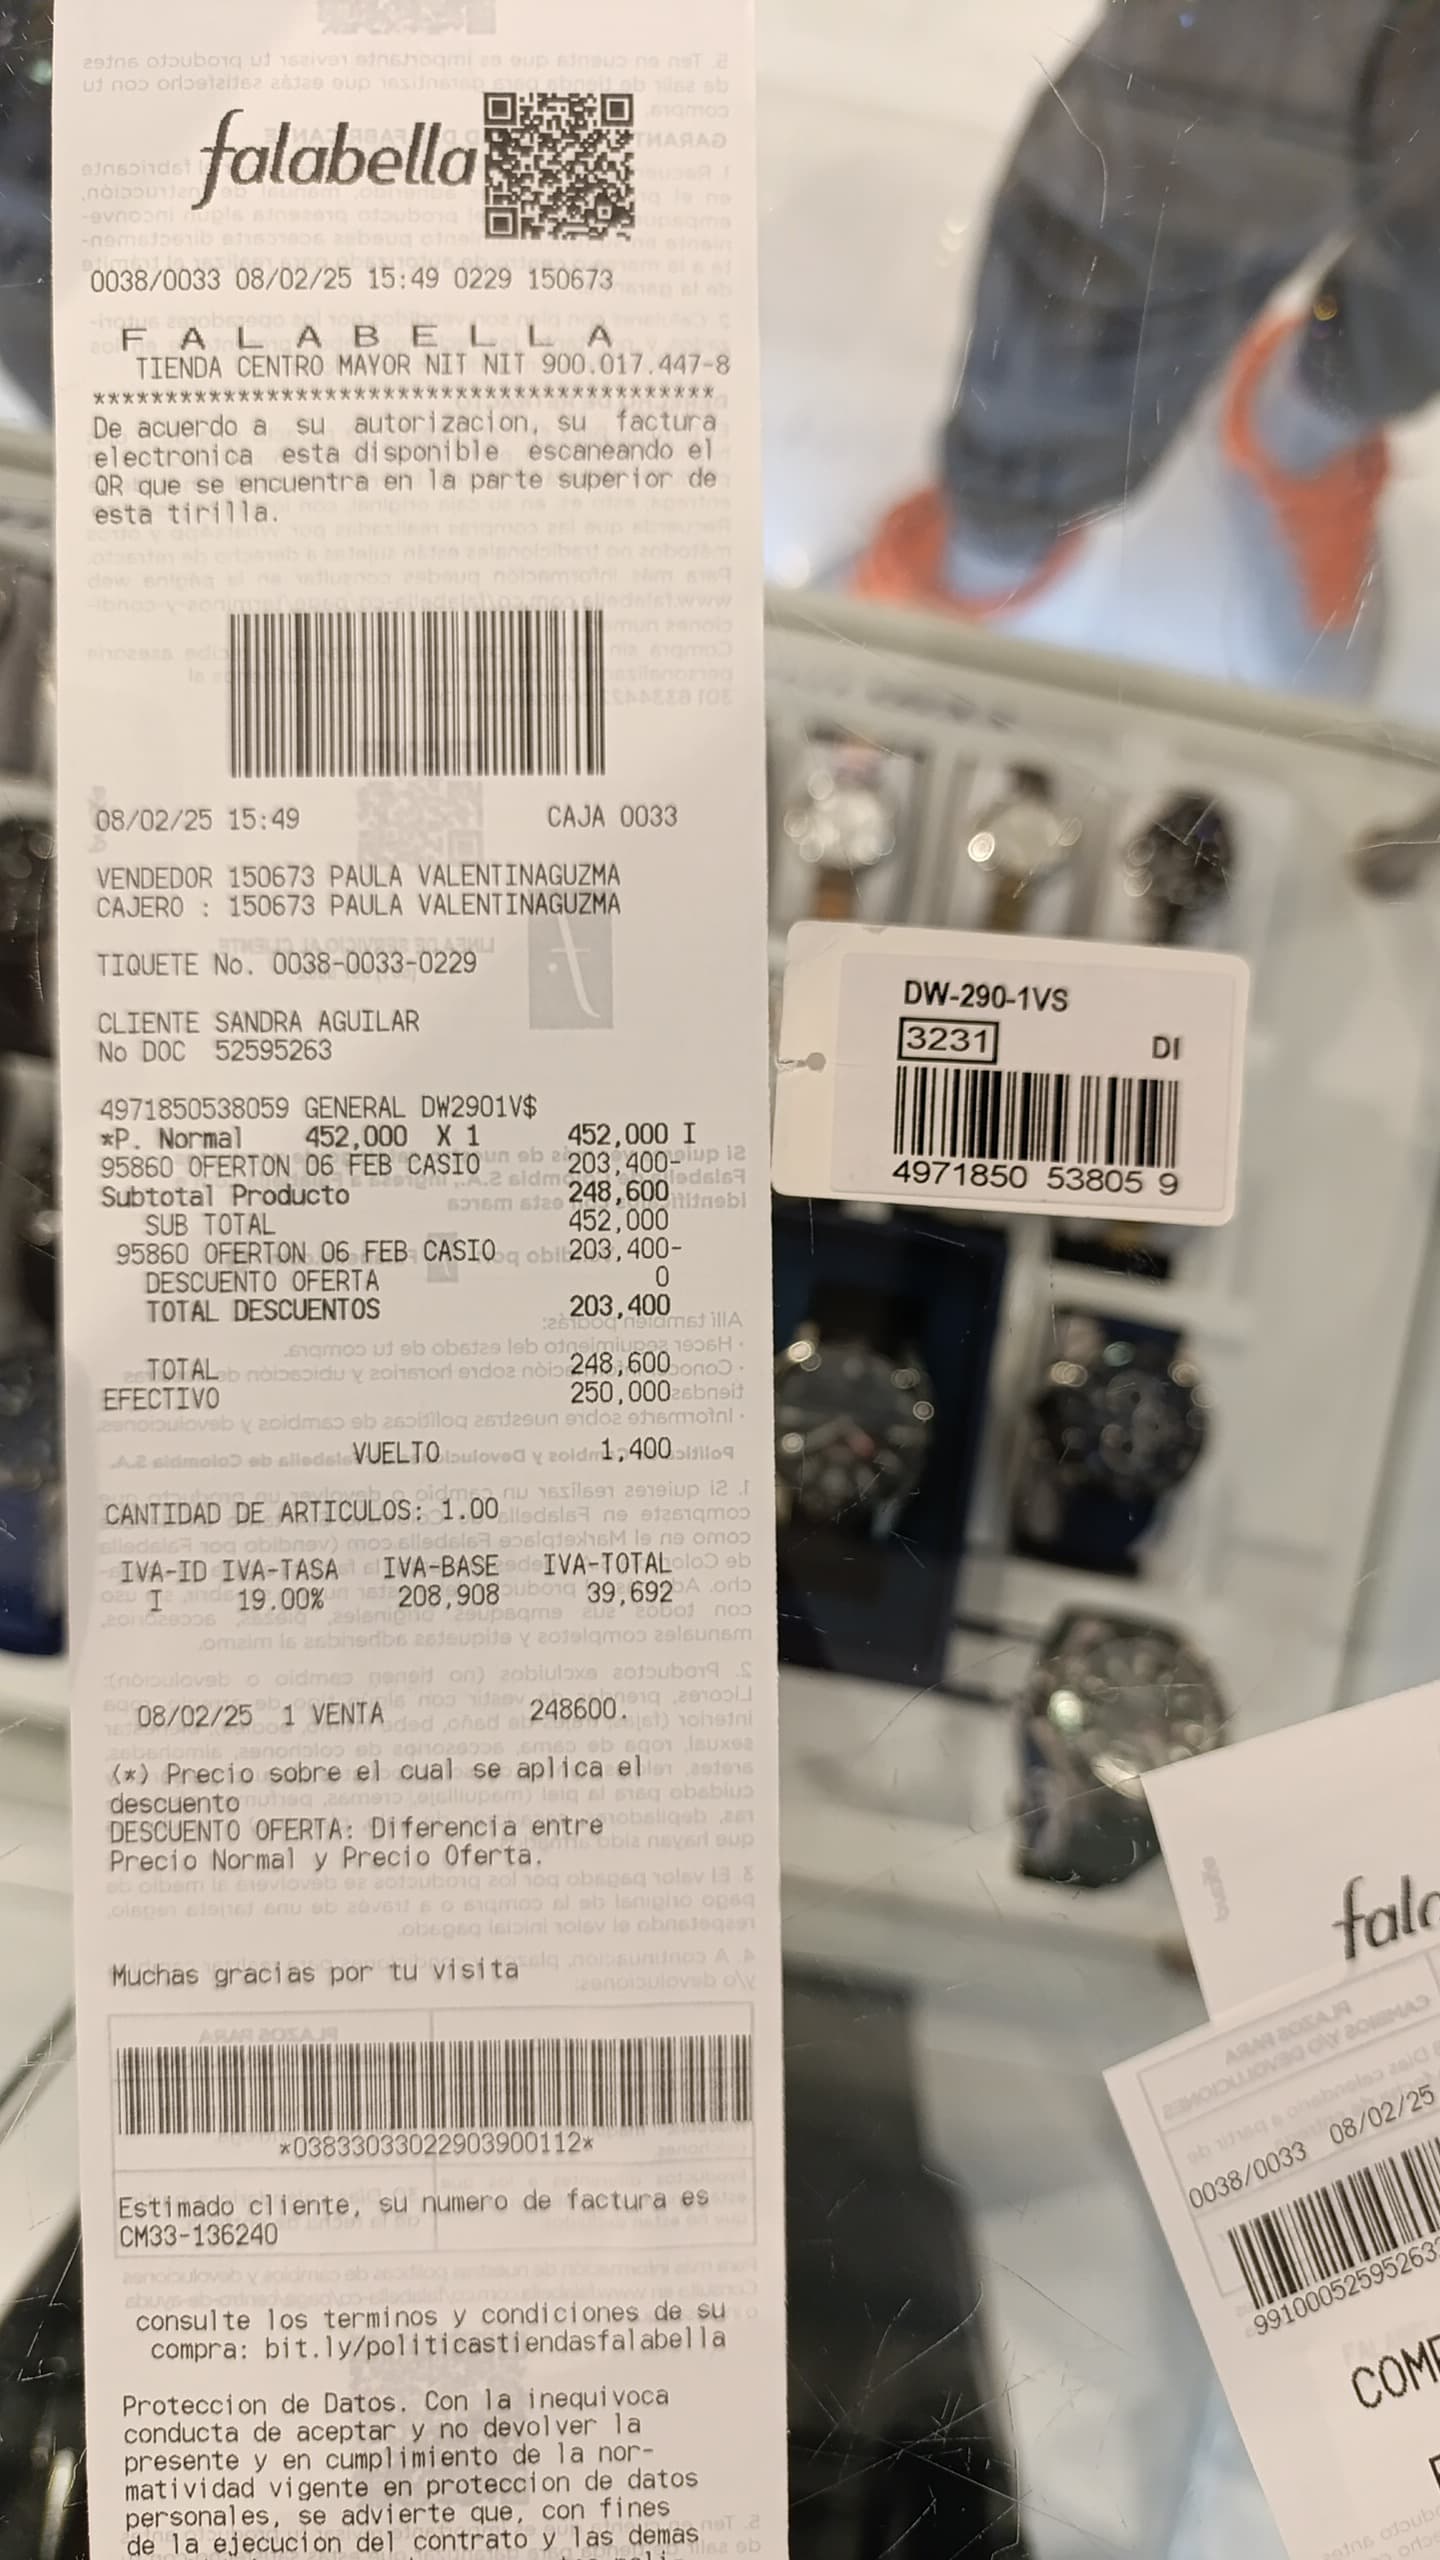 falabella
0038/0033 08/02/25 15:49 0229 150673
F A L A B E L L A
TIENDA CENTRO MAYOR NIT NIT 900.017.447-8
*******************************************
De acuerdo a su autorizacion, su factura
electronica esta disponible escaneando el
QR que se encuentra en la parte superior de
esta tirilla.
08/02/25 15:49 CAJA 0033
VENDEDOR 150673 PAULA VALENTINAGUZMA
CAJERO : 150673 PAULA VALENTINAGUZMA
TIQUETE No. 0038-0033-0229
CLIENTE SANDRA AGUILAR
No DOC 52595263
4971850538059 GENERAL DW2901V$
*P. Normal 452,000 X 1 452,000 I
95860 OFERTON 06 FEB CASIO 203,400-
Subtotal Producto 248,600
SUB TOTAL 452,000
95860 OFERTON 06 FEB CASIO 203,400-
DESCUENTO OFERTA 0
TOTAL DESCUENTOS 203,400
TOTAL 248,600
EFECTIVO 250,000
VUELTO 1,400
CANTIDAD DE ARTICULOS: 1.00
IVA-ID IVA-TASA IVA-BASE IVA-TOTAL
I 19.00% 208,908 39,692
08/02/25 1 VENTA 248600.
(*) Precio sobre el cual se aplica el
descuento
DESCUENTO OFERTA: Diferencia entre
Precio Normal y Precio Oferta.
Muchas gracias por tu visita
*03833033022903900112*
Estimado cliente, su numero de factura es
CM33-136240
consulte los terminos y condiciones de su
compra: bit.ly/politicastiendasfalabella
Proteccion de Datos. Con la inequivoca
conducta de aceptar y no devolver la
presente y en cumplimiento de la nor-
matividad vigente en proteccion de datos
personales, se advierte que, con fines
de la ejecucion del contrato y las demas
DW-290-1VS
3231 DI
4971850 53805 9
0038/0033 08/02/25